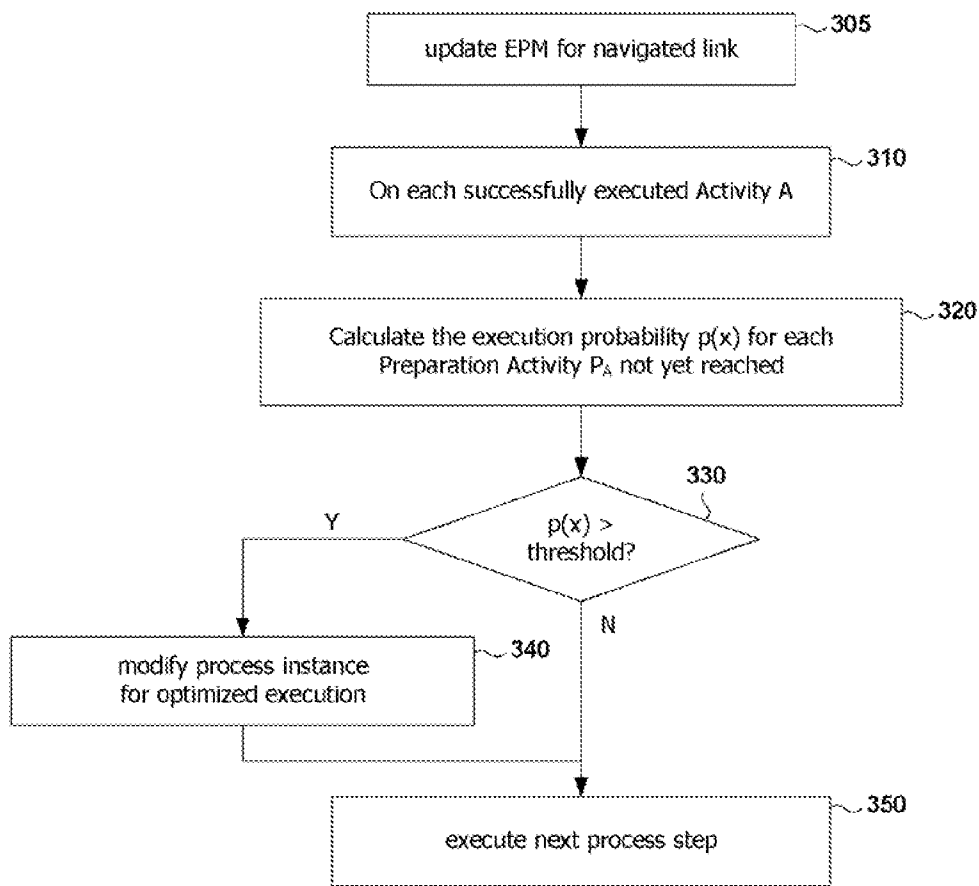 305
update EPM for navigated link
310
On each successfully executed Activity A
320
Calculate the execution probability p(x) for each
Preparation Activity PA not yet reached
330
p(x) >
threshold?
Y
N
340
modify process instance
for optimized execution
350
execute next process step